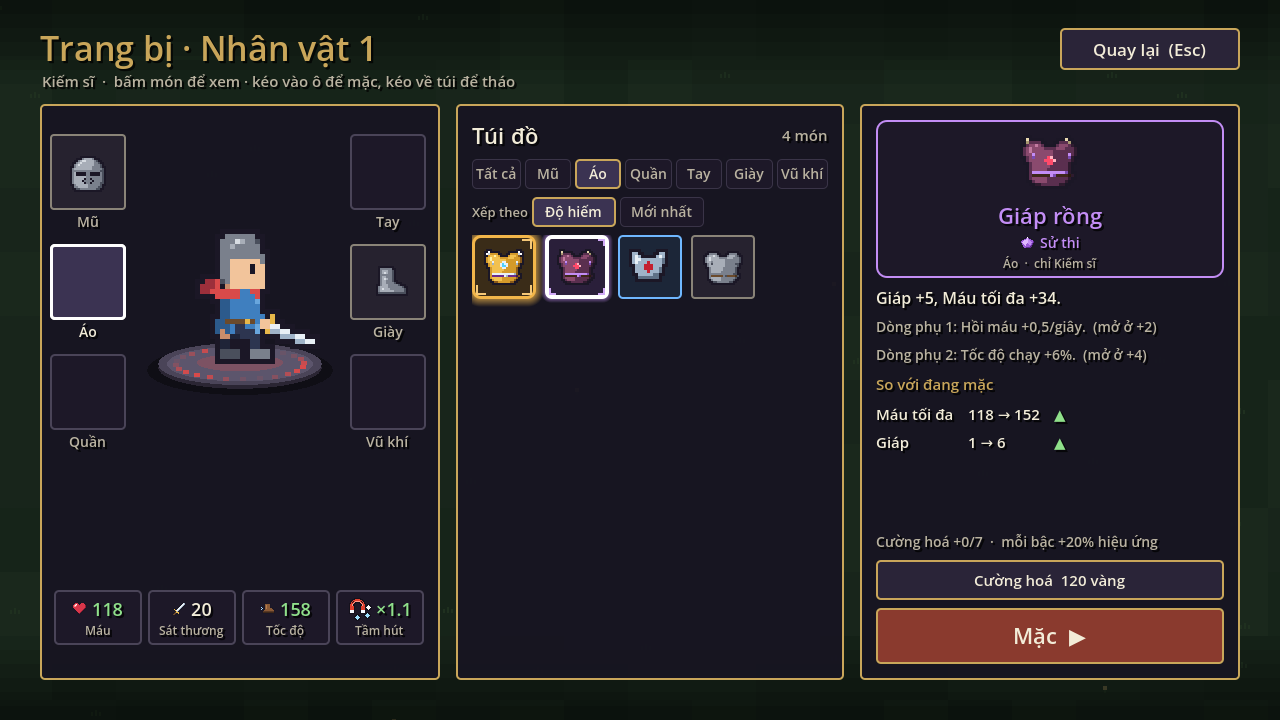 Trang bị · Nhân vật 1
Kiếm sĩ · bấm món để xem · kéo vào ô để mặc, kéo về túi để tháo
Quay lại (Esc)
Mũ
Áo
Quần
Tay
Giày
Vũ khí
118
Máu
20
Sát thương
158
Tốc độ
×1.1
Tầm hút
Túi đồ
4 món
Tất cả Mũ Áo Quần Tay Giày Vũ khí
Xếp theo Độ hiếm Mới nhất
Giáp rồng
Sử thi
Áo · chỉ Kiếm sĩ
Giáp +5, Máu tối đa +34.
Dòng phụ 1: Hồi máu +0,5/giây. (mở ở +2)
Dòng phụ 2: Tốc độ chạy +6%. (mở ở +4)
So với đang mặc
Máu tối đa 118 → 152 ▲
Giáp 1 → 6 ▲
Cường hoá +0/7 · mỗi bậc +20% hiệu ứng
Cường hoá 120 vàng
Mặc ▶